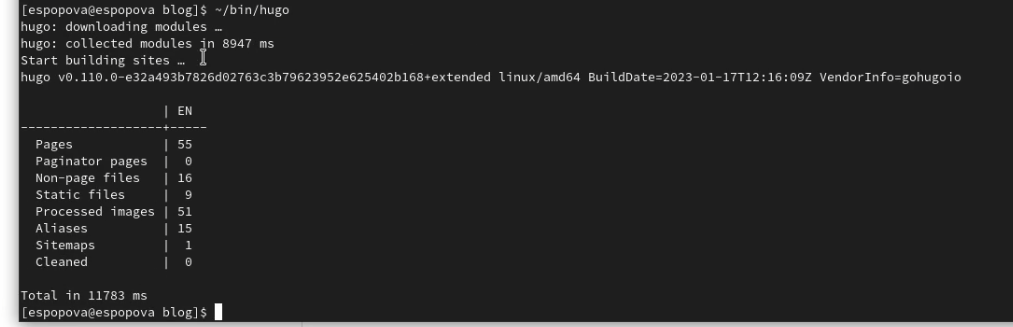 [espopova@espopova blog]$ ~/bin/hugo
hugo: downloading modules …
hugo: collected modules in 8947 ms
Start building sites …
hugo v0.110.0-e32a493b7826d02763c3b79623952e625402b168+extended linux/amd64 BuildDate=2023-01-17T12:16:09Z VendorInfo=gohugoio
                   | EN
-------------------+-----
  Pages            | 55
  Paginator pages  |  0
  Non-page files   | 16
  Static files     |  9
  Processed images | 51
  Aliases          | 15
  Sitemaps         |  1
  Cleaned          |  0
Total in 11783 ms
[espopova@espopova blog]$